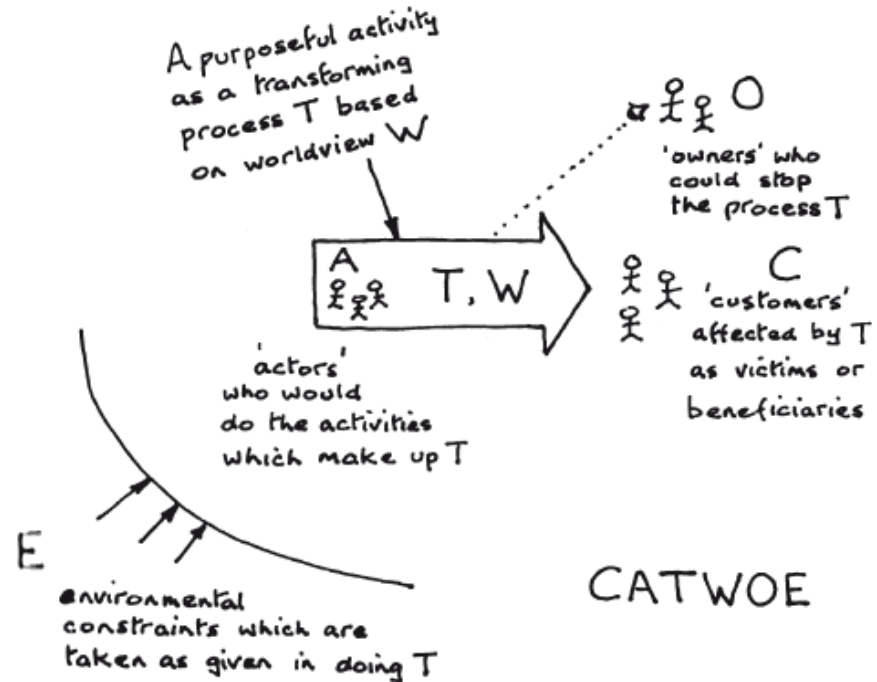 A purposeful activity
as a transforming
process T based
on worldview W
O
'owners' who
could stop
the process T
A
T, W
C
'customers'
affected by T
as victims or
beneficiaries
'actors'
who would
do the activities
which make up T
E
environmental
constraints which are
taken as given in doing T
CATWOE